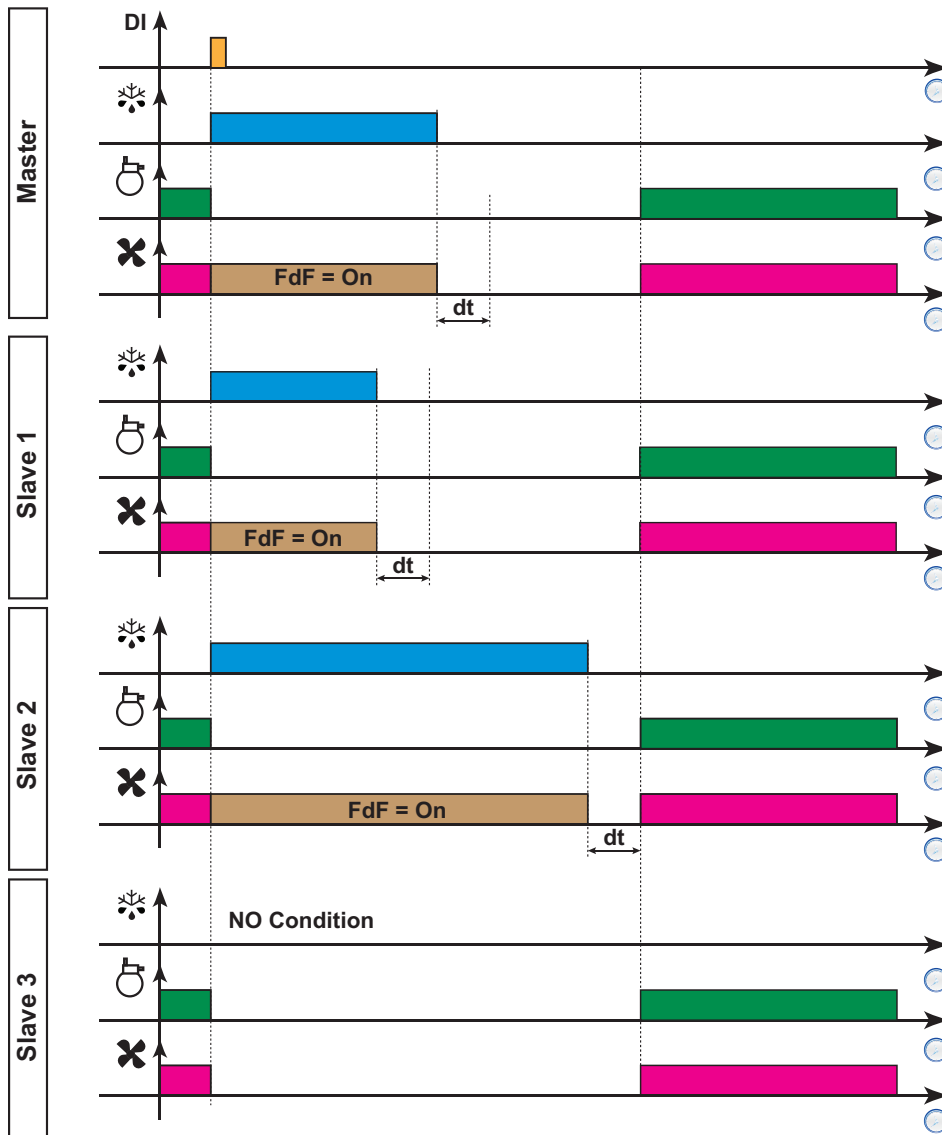 Master
DI
FdF = On
dt
Slave 1
FdF = On
dt
Slave 2
FdF = On
dt
Slave 3
NO Condition